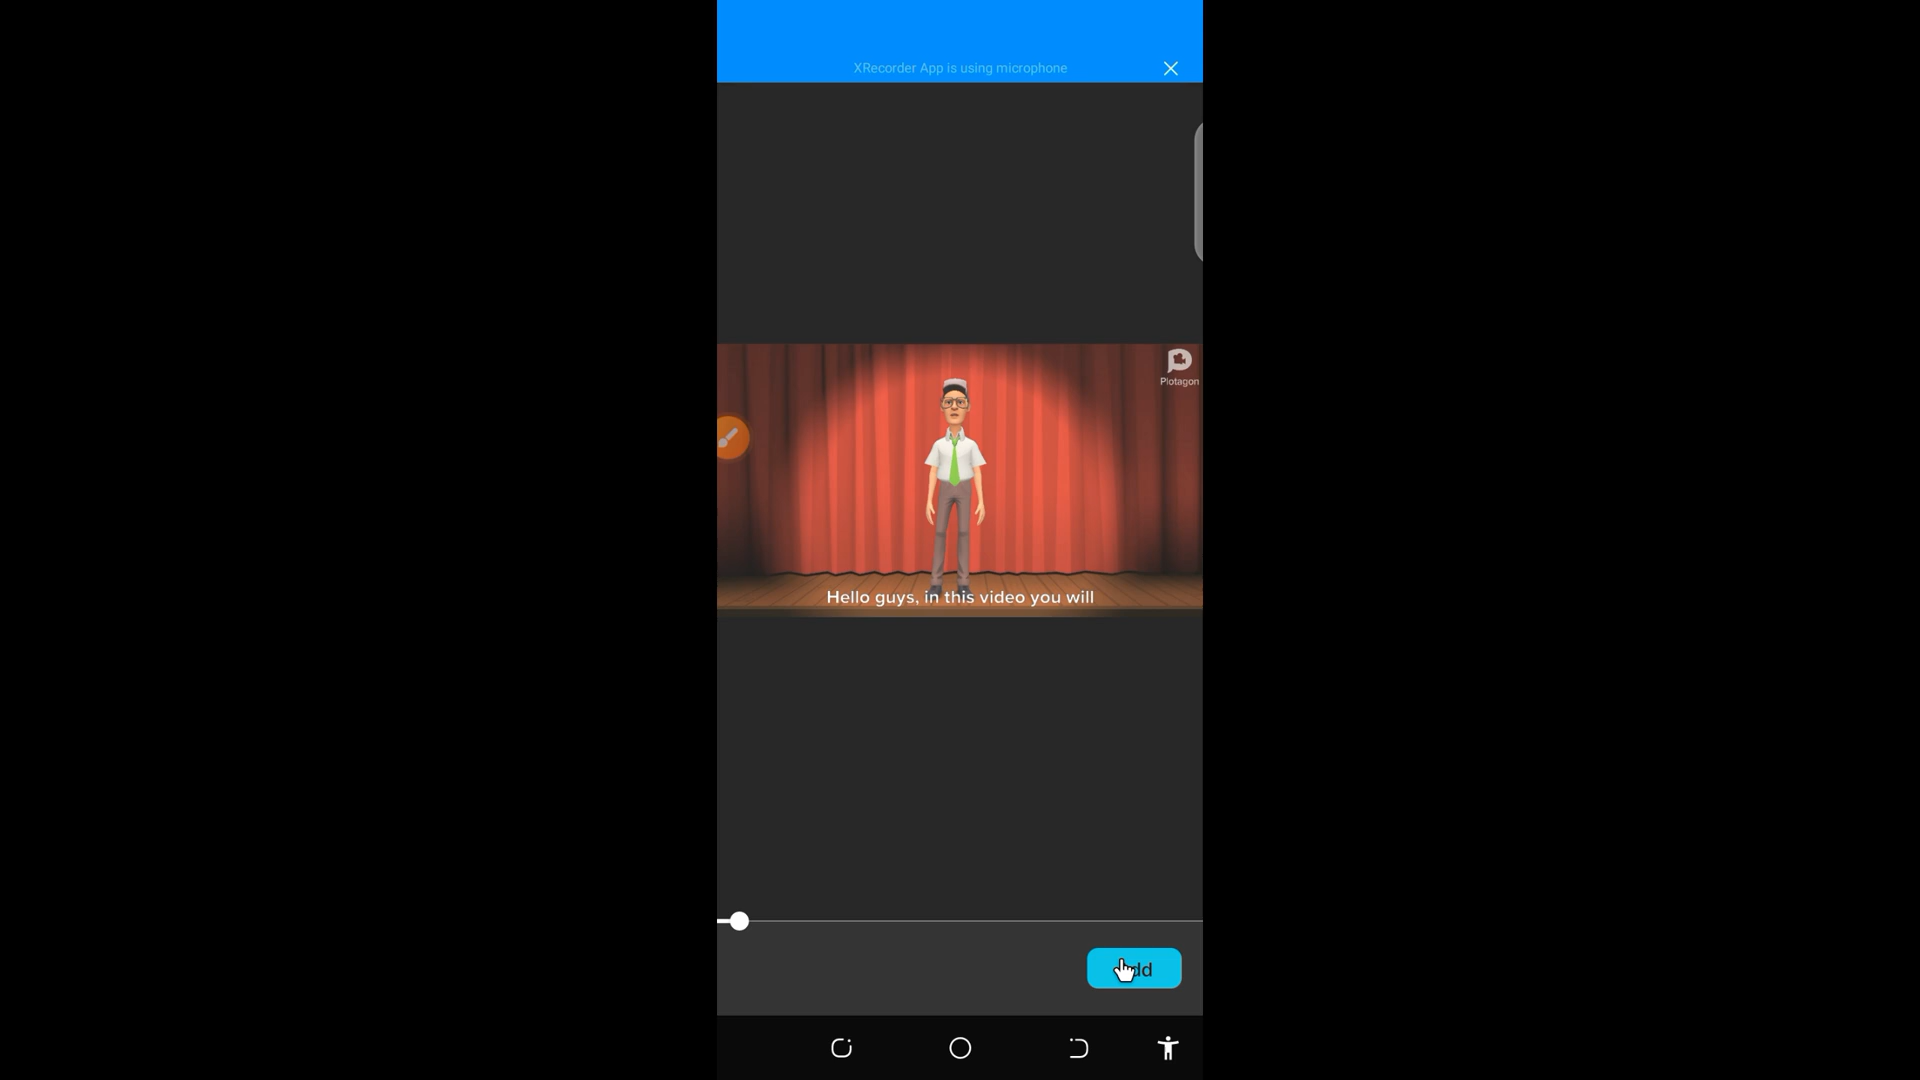 XRecorder App is using microphone
Plotagon
Hello guys, in this video you will